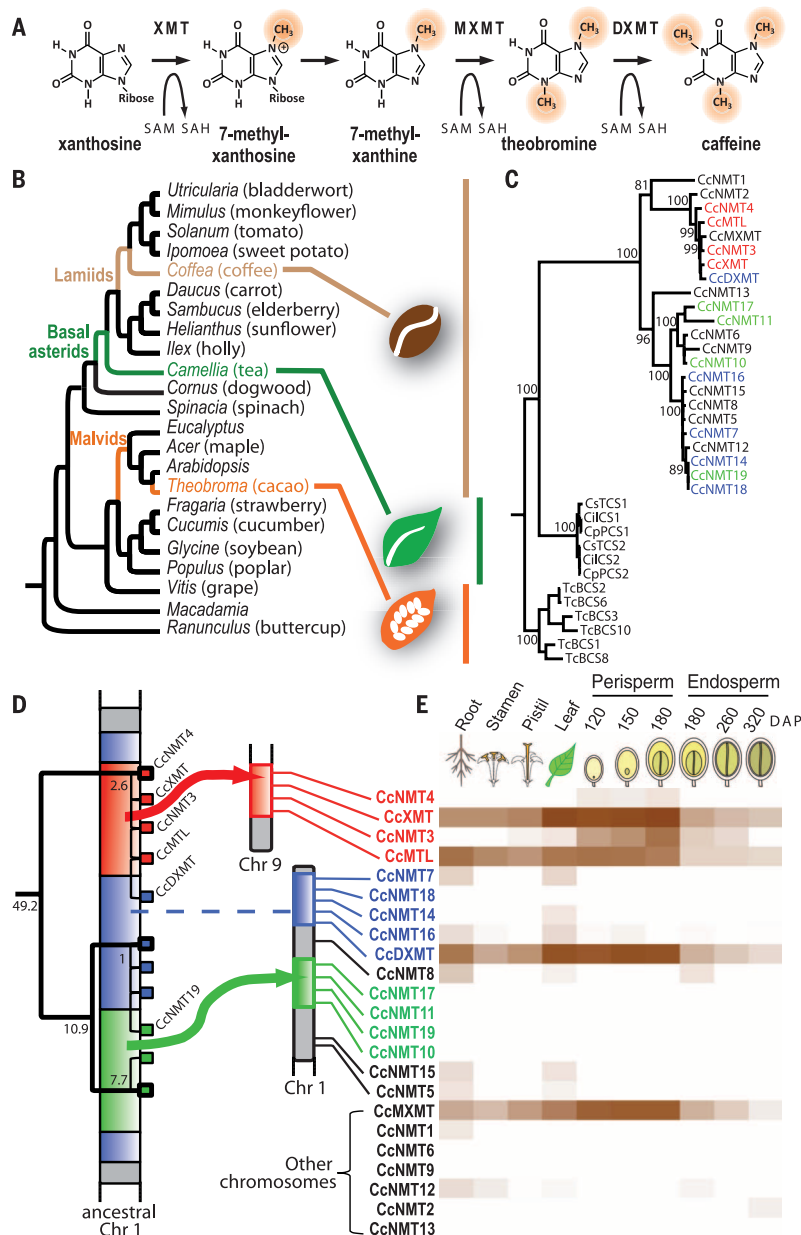 A
XMT
MXMT
DXMT
O
HN
O
N
H
N
N
Ribose
SAM SAH
xanthosine
O
HN
O
N
H
CH3
N
+
N
Ribose
7-methyl-
xanthosine
O
HN
O
N
H
CH3
N
N
7-methyl-
xanthine
SAM SAH
O
HN
O
N
CH3
N
N
CH3
theobromine
SAM SAH
CH3
O
N
O
N
CH3
N
N
CH3
caffeine
B
Utricularia (bladderwort)
Mimulus (monkeyflower)
Solanum (tomato)
Ipomoea (sweet potato)
Lamiids
Coffea (coffee)
Daucus (carrot)
Sambucus (elderberry)
Helianthus (sunflower)
Ilex (holly)
Basal
asterids
Camellia (tea)
Cornus (dogwood)
Spinacia (spinach)
Eucalyptus
Malvids
Acer (maple)
Arabidopsis
Theobroma (cacao)
Fragaria (strawberry)
Cucumis (cucumber)
Glycine (soybean)
Populus (poplar)
Vitis (grape)
Macadamia
Ranunculus (buttercup)
C
81
CcNMT1
CcNMT2
100
CcNMT4
CcMTL
99
CcMXMT
99
CcNMT3
CcXMT
CcDXMT
100
CcNMT13
CcNMT17
100
CcNMT11
96
CcNMT6
CcNMT9
CcNMT10
100
CcNMT16
CcNMT15
100
CcNMT8
CcNMT5
CcNMT7
CcNMT12
89
CcNMT14
CcNMT19
CcNMT18
100
CsTCS1
CilCS1
100
CpPCS1
CsTCS2
CilCS2
CpPCS2
TcBCS2
TcBCS6
TcBCS3
100
TcBCS10
TcBCS1
TcBCS8
D
CcNMT4
2.6
CcXMT
CcNMT3
CcMTL
CcDXMT
49.2
1
CcNMT19
10.9
7.7
ancestral
Chr 1
Chr 9
Chr 1
E
Root
Stamen
Pistil
Leaf
Perisperm
120
150
180
Endosperm
180
260
320
DAP
CcNMT4
CcXMT
CcNMT3
CcMTL
CcNMT7
CcNMT18
CcNMT14
CcNMT16
CcDXMT
CcNMT8
CcNMT17
CcNMT11
CcNMT19
CcNMT10
CcNMT15
CcNMT5
CcMXMT
CcNMT1
CcNMT6
Other
chromosomes
CcNMT9
CcNMT12
CcNMT2
CcNMT13